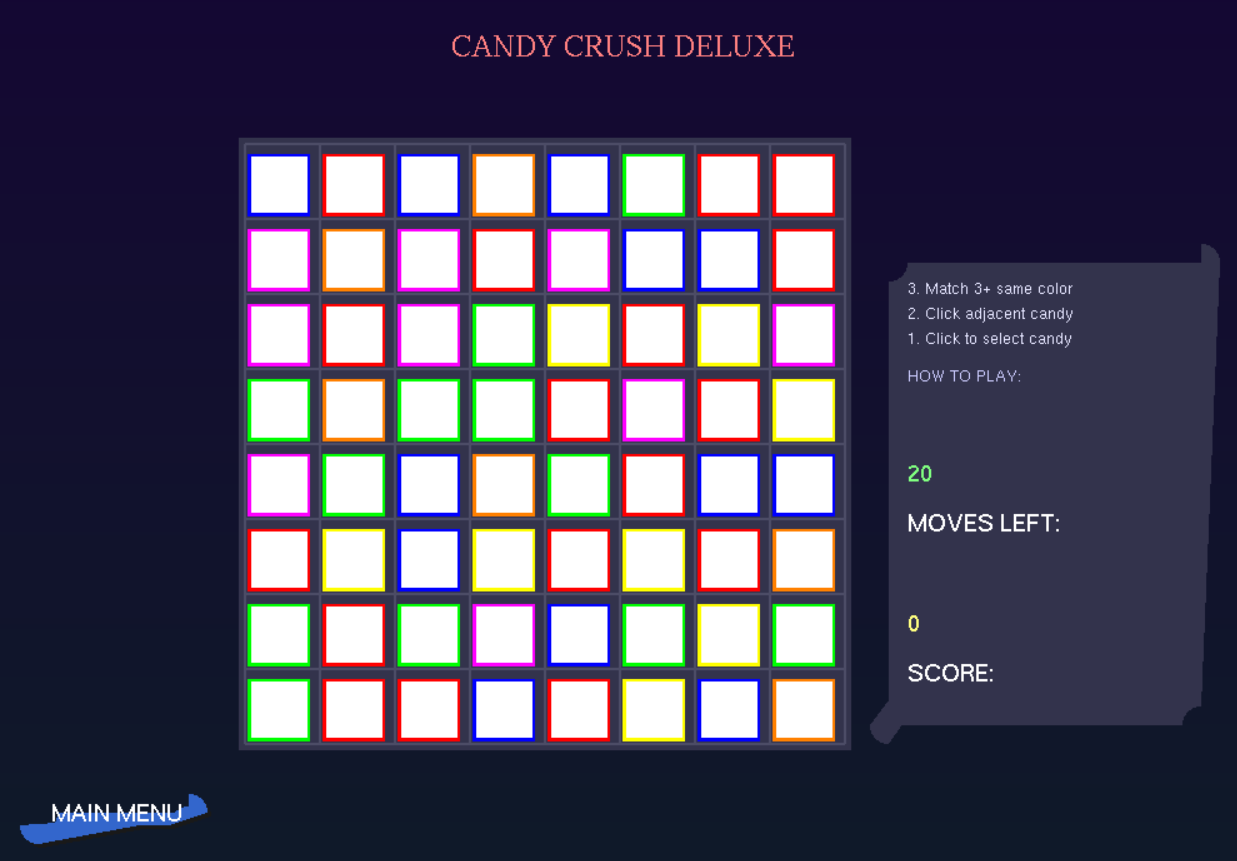 CANDY CRUSH DELUXE
3. Match 3+ same color
2. Click adjacent candy
1. Click to select candy
HOW TO PLAY:
20
MOVES LEFT:
0
SCORE:
MAIN MENU